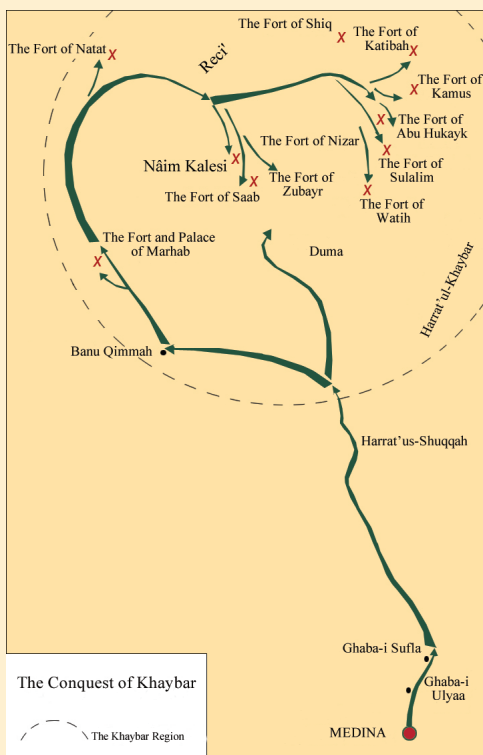 The Fort of Shiq
The Fort of
Katibah
The Fort of Natat
Reci'
The Fort of
Kamus
The Fort of
Abu Hukayk
The Fort of Nizar
The Fort of
Sulalim
Nâim Kalesi
The Fort of Saab
The Fort of
Zubayr
The Fort of
Watih
The Fort and Palace
of Marhab
Duma
Harrat'ul-Khaybar
Banu Qimmah
Harrat'us-Shuqqah
Ghaba-i Sufla
Ghaba-i
Ulyaa
MEDINA
The Conquest of Khaybar
The Khaybar Region